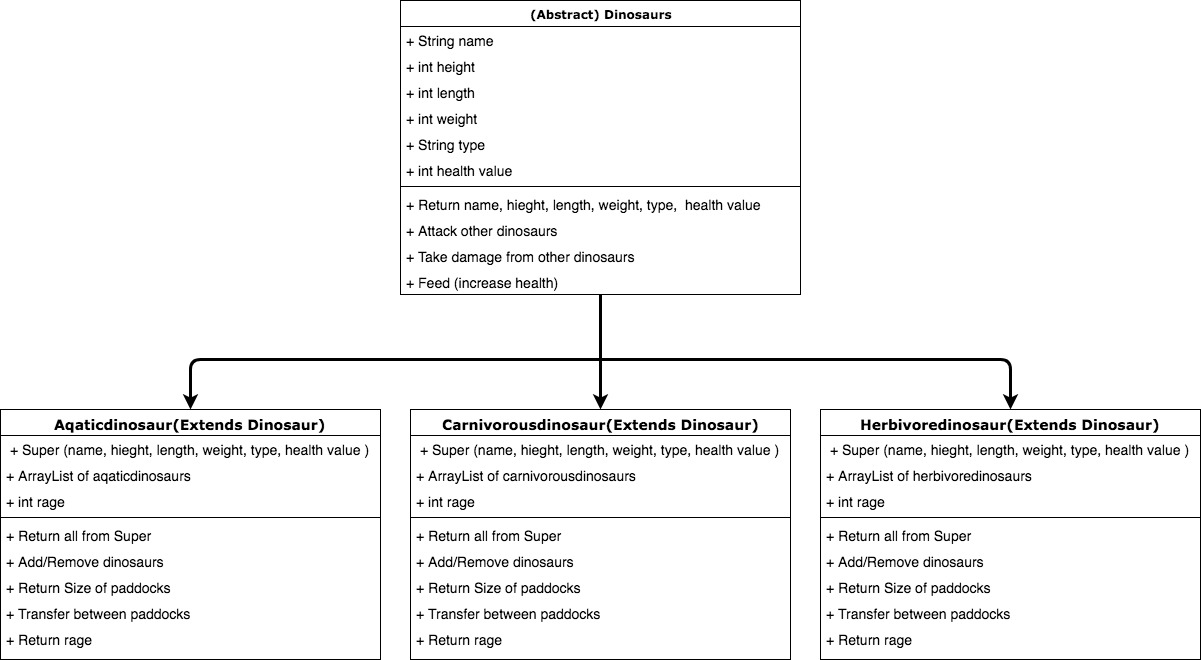 (Abstract) Dinosaurs
+ String name
+ int height
+ int length
+ int weight
+ String type
+ int health value
+ Return name, hieght, length, weight, type,  health value
+ Attack other dinosaurs
+ Take damage from other dinosaurs
+ Feed (increase health)
Aqaticdinosaur(Extends Dinosaur)
+ Super (name, hieght, length, weight, type, health value )
+ ArrayList of aqaticdinosaurs
+ int rage
+ Return all from Super
+ Add/Remove dinosaurs
+ Return Size of paddocks
+ Transfer between paddocks
+ Return rage
Carnivorousdinosaur(Extends Dinosaur)
+ Super (name, hieght, length, weight, type, health value )
+ ArrayList of carnivorousdinosaurs
+ int rage
+ Return all from Super
+ Add/Remove dinosaurs
+ Return Size of paddocks
+ Transfer between paddocks
+ Return rage
Herbivoredinosaur(Extends Dinosaur)
+ Super (name, hieght, length, weight, type, health value )
+ ArrayList of herbivoredinosaurs
+ int rage
+ Return all from Super
+ Add/Remove dinosaurs
+ Return Size of paddocks
+ Transfer between paddocks
+ Return rage